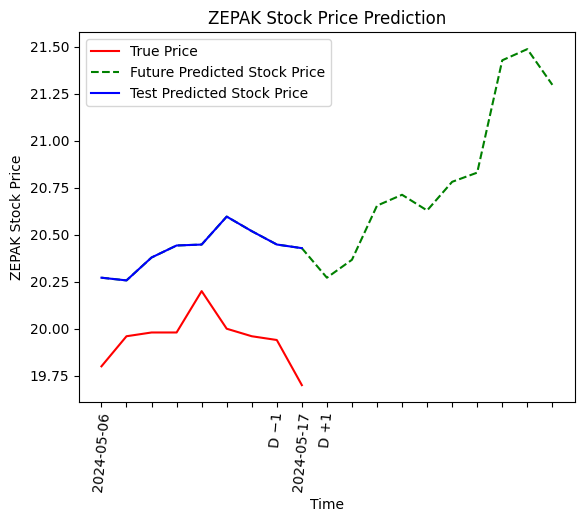 ZEPAK Stock Price Prediction
True Price
Future Predicted Stock Price
Test Predicted Stock Price
ZEPAK Stock Price
21.50
21.25
21.00
20.75
20.50
20.25
20.00
19.75
2024-05-06
D −1
2024-05-17
D +1
Time